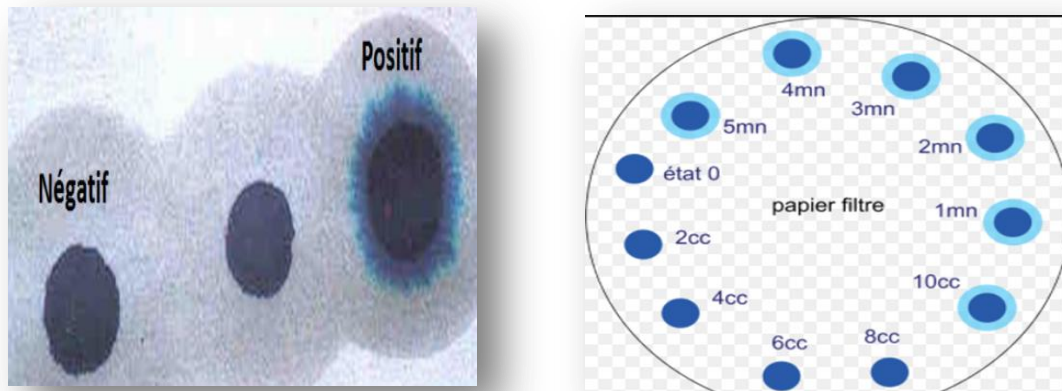 Négatif
Positif
4mn
3mn
5mn
2mn
état 0
papier filtre
1mn
2cc
10cc
4cc
6cc
8cc